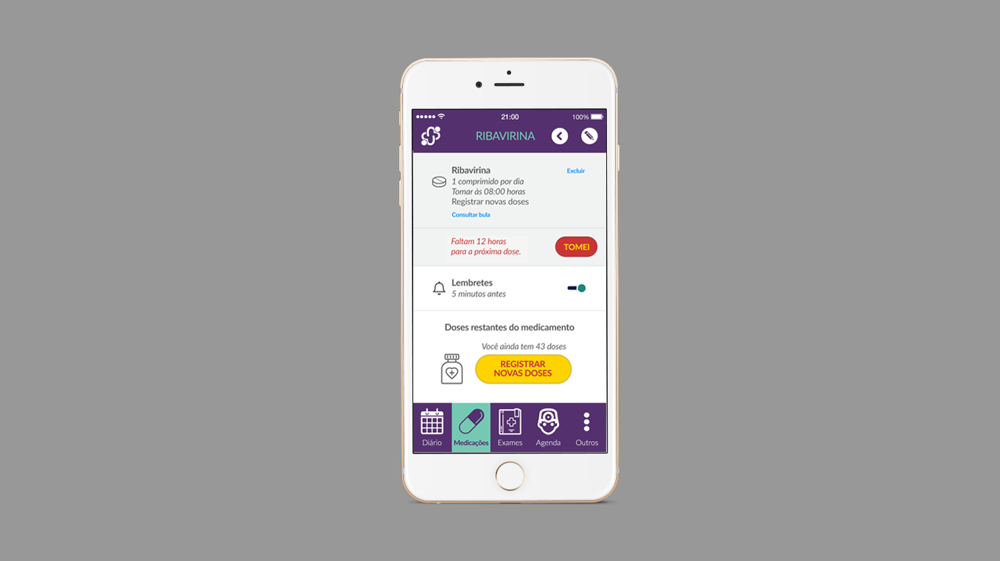 21:00
100%
RIBAVIRINA
Ribavirina
Excluir
1 comprimido por dia
Tomar às 08:00 horas
Registrar novas doses
Consultar bula
Faltam 12 horas
para a próxima dose.
TOMEI
Lembretes
5 minutos antes
Doses restantes do medicamento
Você ainda tem 43 doses
REGISTRAR
NOVAS DOSES
Diário
Medicações
Exames
Agenda
Outros